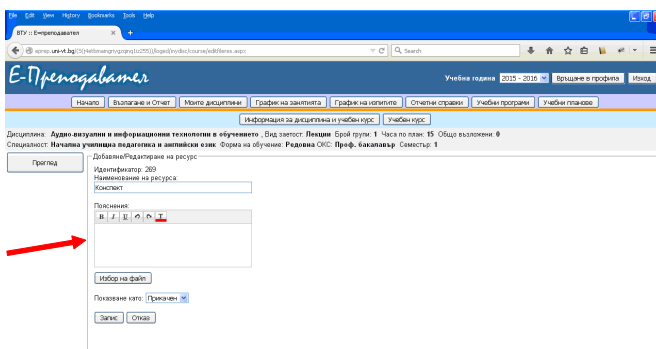 File Edit View History Bookmarks Tools Help
ВТУ :: Е-преподавател × +
eprep.uni-vt.bg Search
Е-Преподавател
Учебна година 2015 - 2016 Връщане в профила Изход
Начало Възлагане и Отчет Моите дисциплини График на занятията График на изпитите Отчетни справки Учебни програми Учебни планове
Информация за дисциплина и учебен курс Учебен курс
Дисциплина: Аудио-визуални и информационни технологии в обучението , Вид заетост: Лекции Брой групи: 1 Часа по план: 15 Общо възложени: 0
Специалност: Начална училищна педагогика и английски език Форма на обучение: Редовна ОКС: Проф. бакалавър Семестър: 1
Преглед
Добавяне/Редактиране на ресурс
Идентификатор: 269
Наименование на ресурса:
Конспект
Пояснения:
B I U T
Избор на файл
Показване като: Прикачен
Запис Отказ